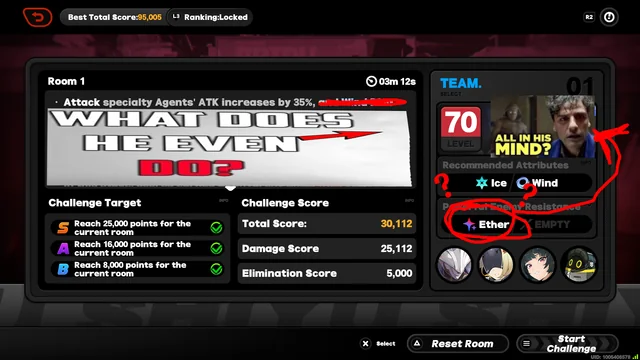 Best Total Score:95,005
L3 Ranking:Locked
R2
Room 1
03m 12s
· Attack specialty Agents' ATK increases by 35%,
WHAT DOES
HE EVEN
DO?
Challenge Target
S Reach 25,000 points for the
current room
A Reach 16,000 points for the
current room
B Reach 8,000 points for the
current room
Challenge Score
Total Score: 30,112
Damage Score 25,112
Elimination Score 5,000
TEAM.
SELECT
01
70
LEVEL
ALL IN HIS
MIND?
Recommended Attributes
Ice Wind
? ?
Enemy Resistance
Ether EMPTY
Select
Reset Room
Start
Challenge